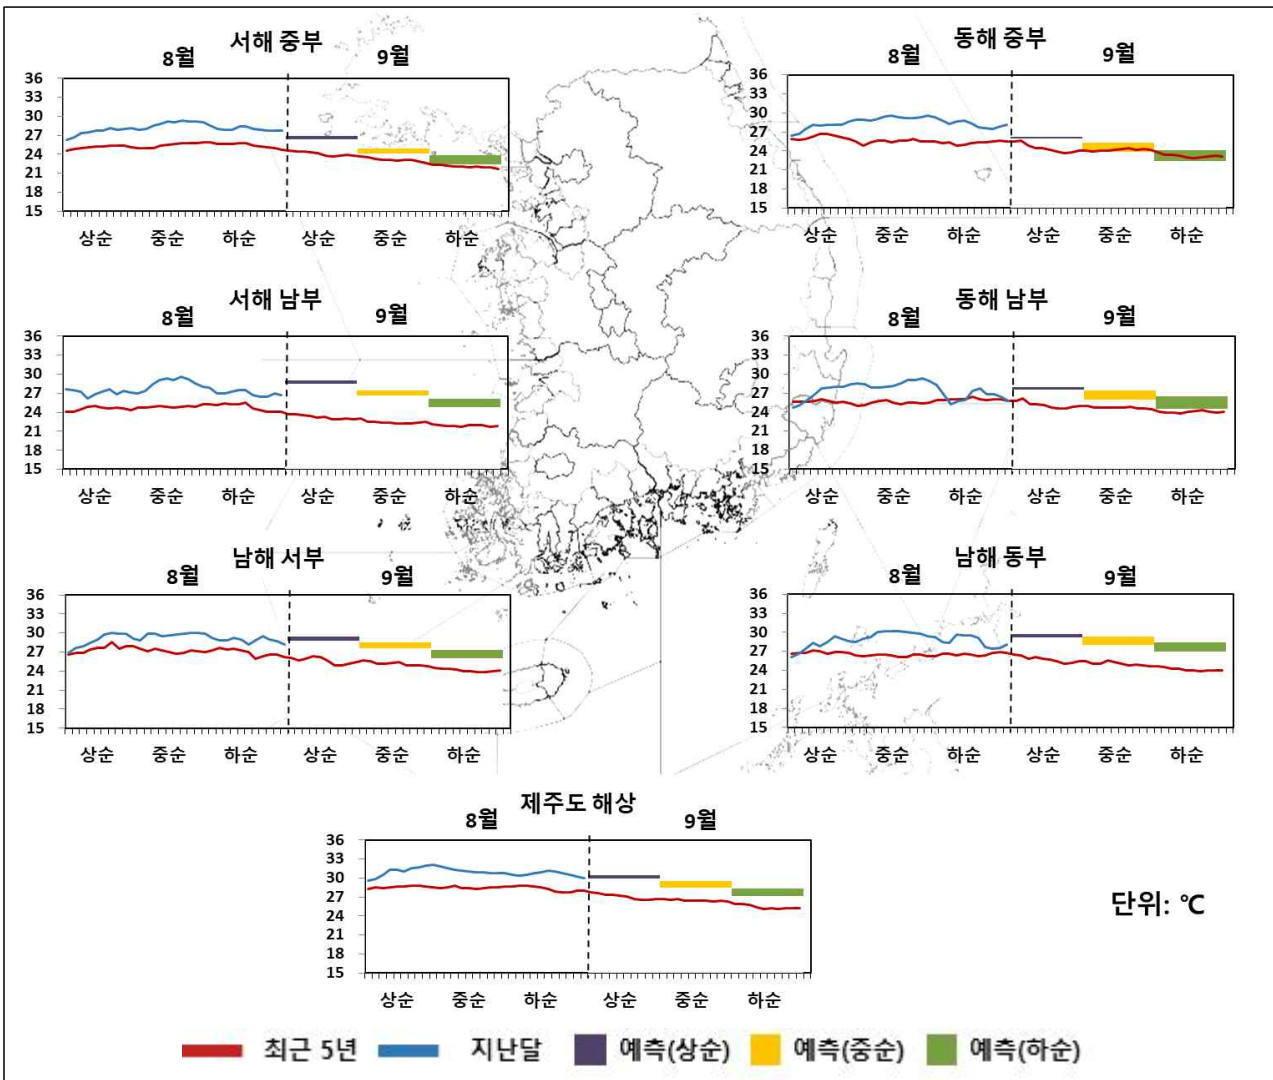 서해 중부
8월 9월
36
33
30
27
24
21
18
15
상순 중순 하순 상순 중순 하순
동해 중부
8월 9월
36
33
30
27
24
21
18
15
상순 중순 하순 상순 중순 하순
서해 남부
8월 9월
36
33
30
27
24
21
18
15
상순 중순 하순 상순 중순 하순
동해 남부
8월 9월
36
33
30
27
24
21
18
15
상순 중순 하순 상순 중순 하순
남해 서부
8월 9월
36
33
30
27
24
21
18
15
상순 중순 하순 상순 중순 하순
남해 동부
8월 9월
36
33
30
27
24
21
18
15
상순 중순 하순 상순 중순 하순
제주도 해상
8월 9월
36
33
30
27
24
21
18
15
상순 중순 하순 상순 중순 하순
단위: ℃
최근 5년 지난달 예측(상순) 예측(중순) 예측(하순)